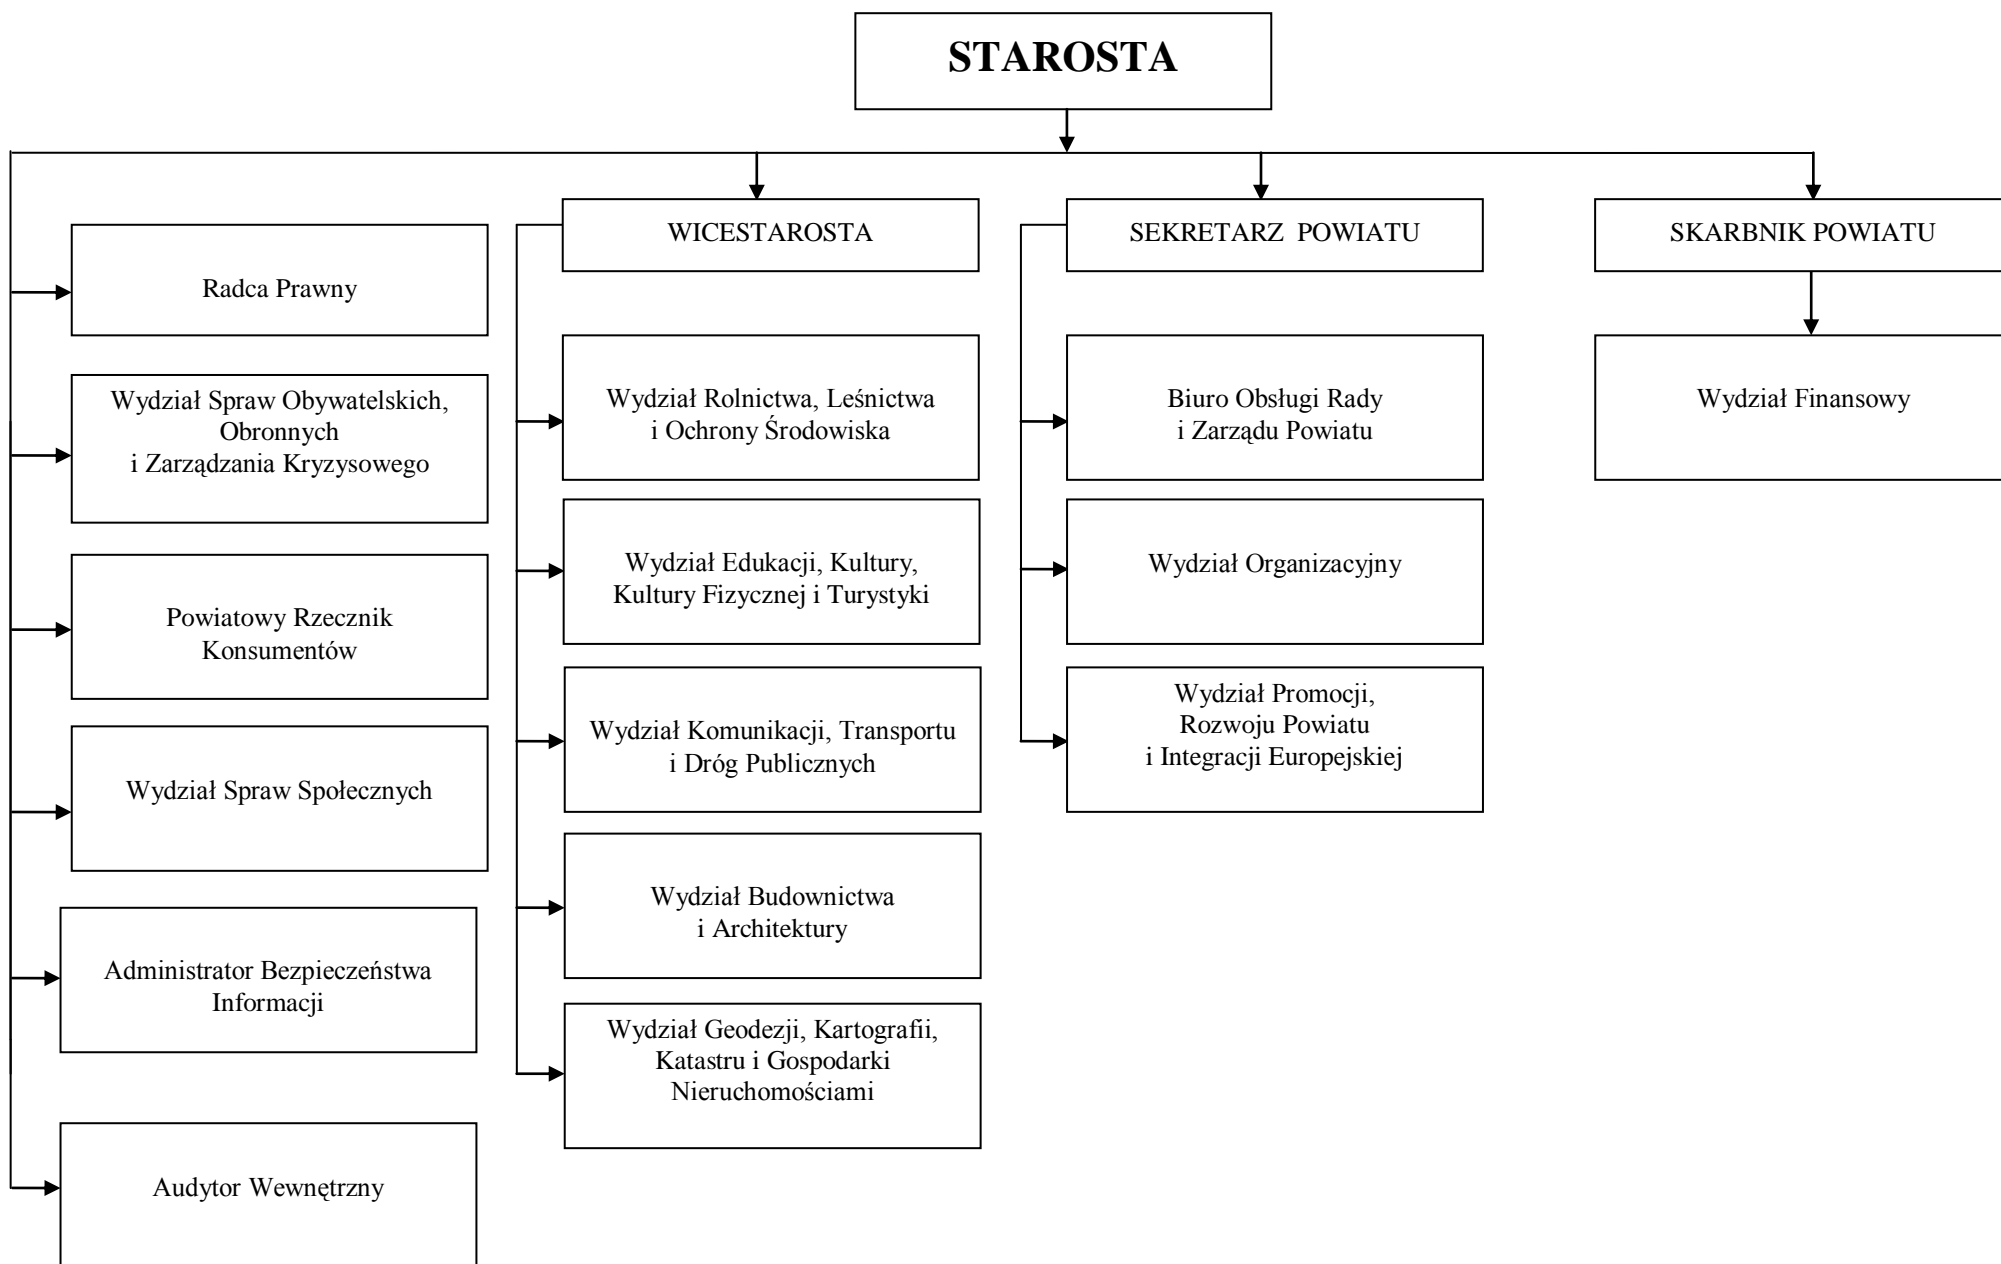 STAROSTA
WICESTAROSTA
SEKRETARZ POWIATU
SKARBNIK POWIATU
Radca Prawny
Wydział Spraw Obywatelskich,
Obronnych
i Zarządzania Kryzysowego
Powiatowy Rzecznik
Konsumentów
Wydział Spraw Społecznych
Administrator Bezpieczeństwa
Informacji
Audytor Wewnętrzny
Wydział Rolnictwa, Leśnictwa
i Ochrony Środowiska
Wydział Edukacji, Kultury,
Kultury Fizycznej i Turystyki
Wydział Komunikacji, Transportu
i Dróg Publicznych
Wydział Budownictwa
i Architektury
Wydział Geodezji, Kartografii,
Katastru i Gospodarki
Nieruchomościami
Biuro Obsługi Rady
i Zarządu Powiatu
Wydział Organizacyjny
Wydział Promocji,
Rozwoju Powiatu
i Integracji Europejskiej
Wydział Finansowy